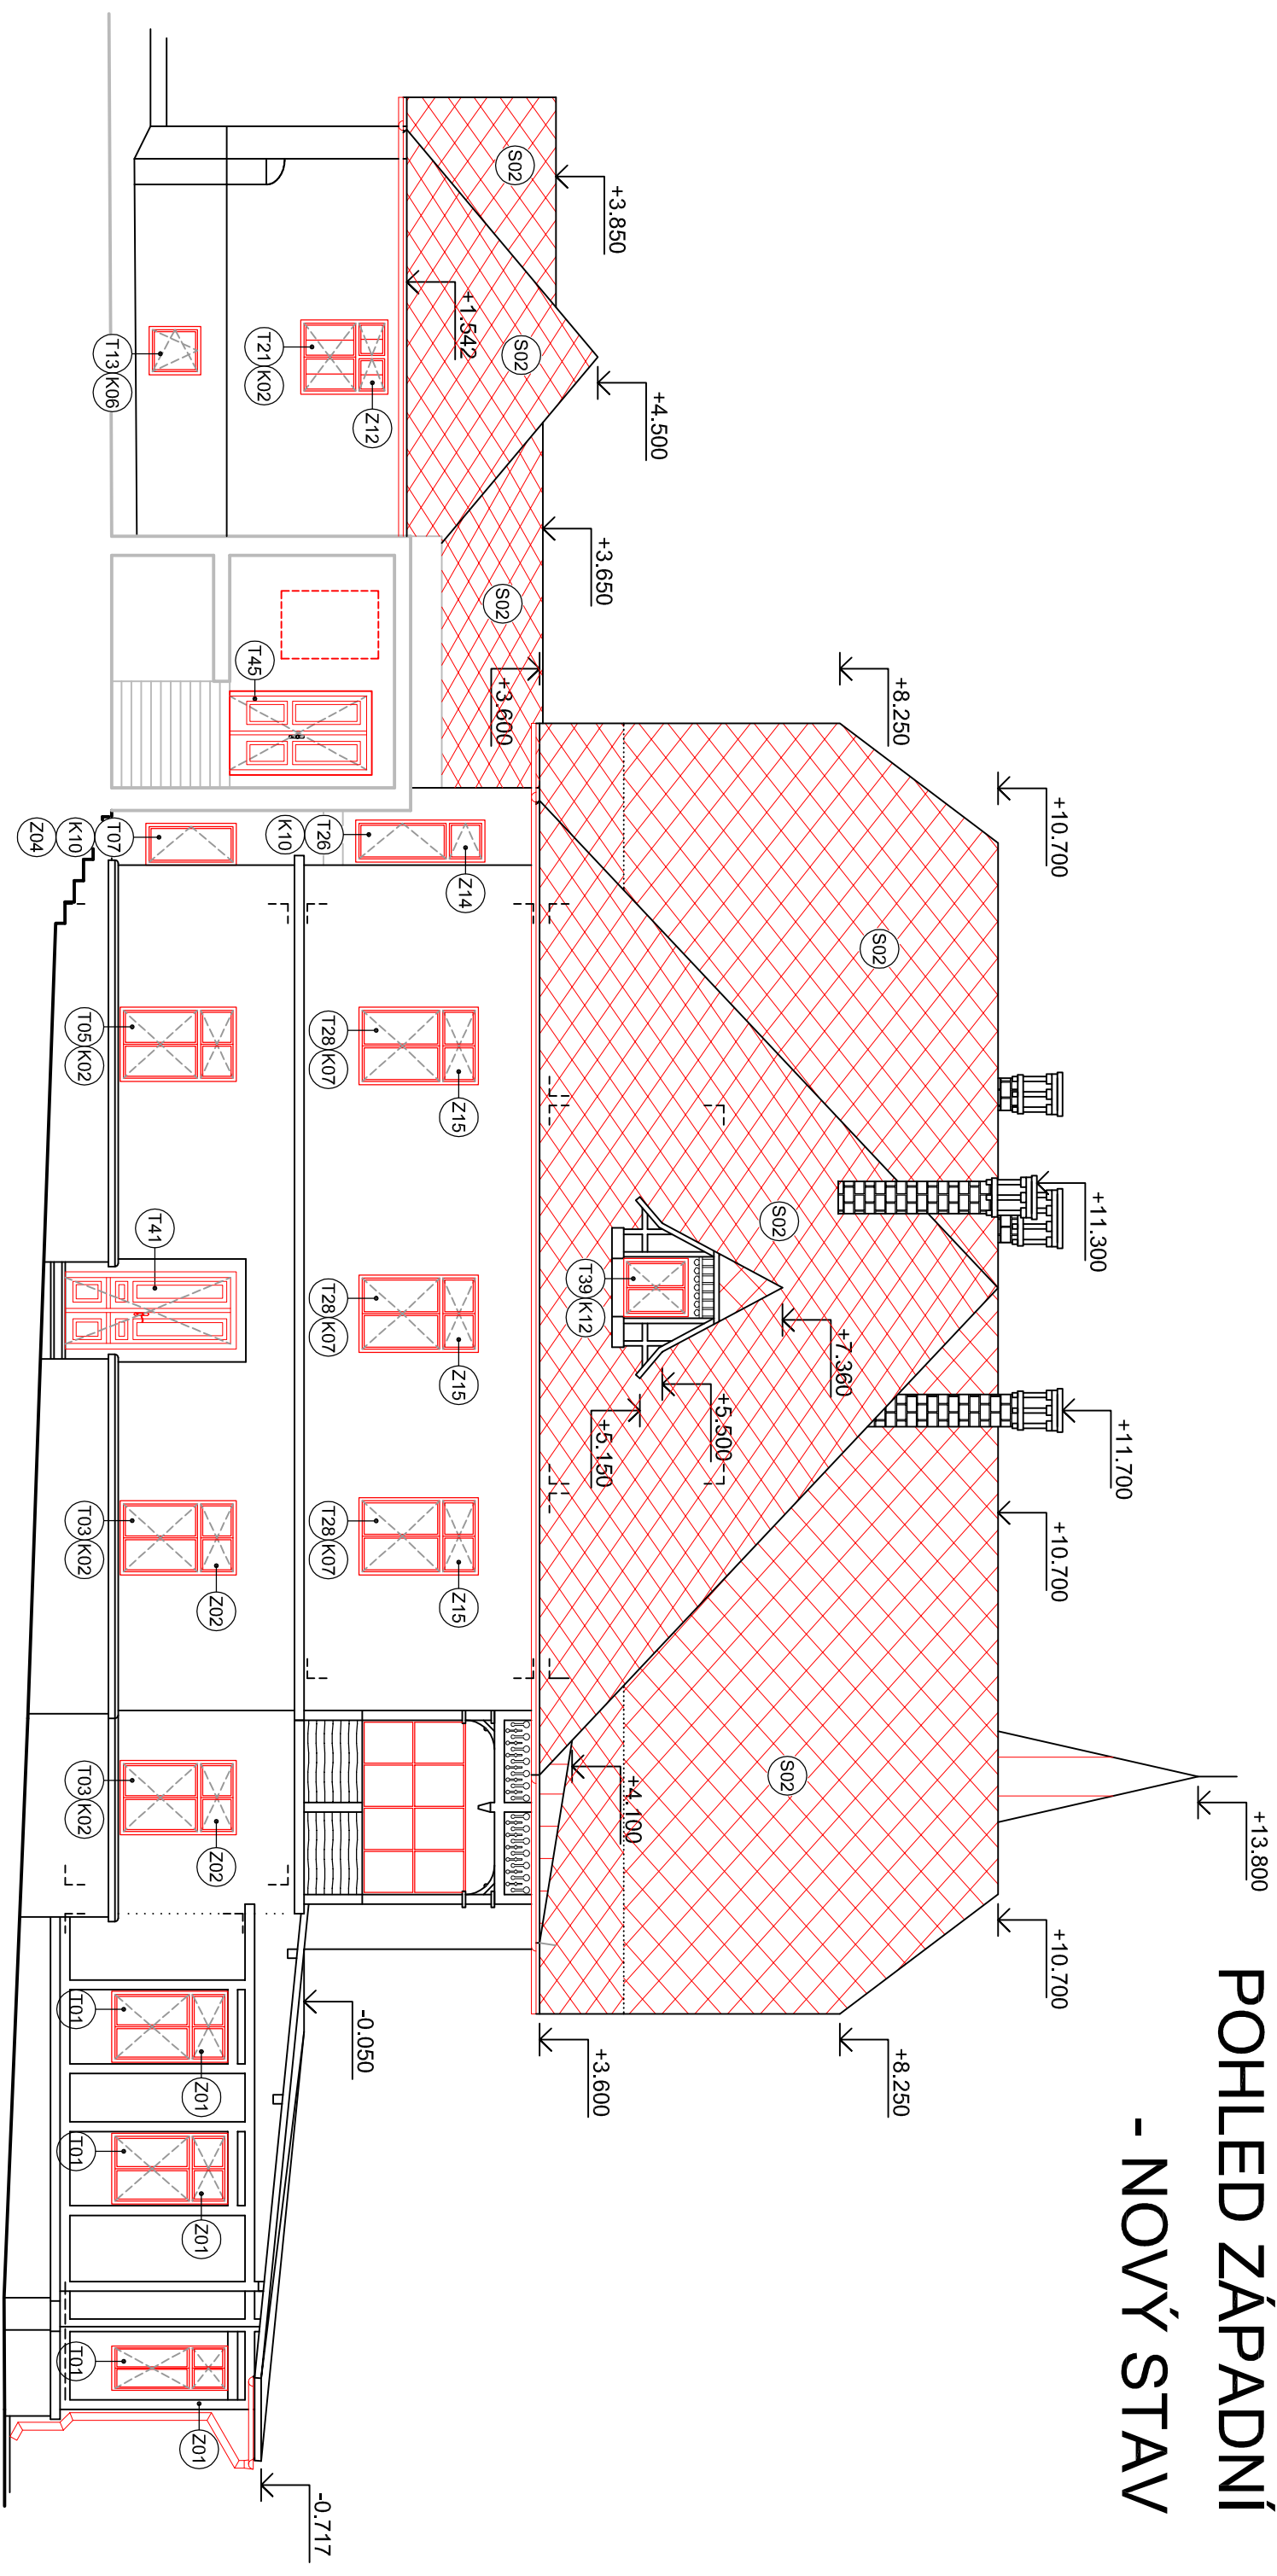 POHLED ZÁPADNÍ
- NOVÝ STAV
+13.800
+11.700
+11.300
+10.700
+10.700
+10.700
+8.250
+8.250
+7.360
+5.500
+5.150
+4.500
+3.850
+3.650
+3.600
+3.600
+4.100
+1.542
-0.050
-0.717
S02
S02
S02
S02
S02
S02
T39 K12
Z12
T21 K02
T13 K06
T45
Z14
T26
K10
T07
K10
Z04
Z15
Z15
Z15
T28 K07
T28 K07
T28 K07
T05 K02
T41
Z02
T03 K02
Z02
T03 K02
Z01
T01
Z01
T01
Z01
T01